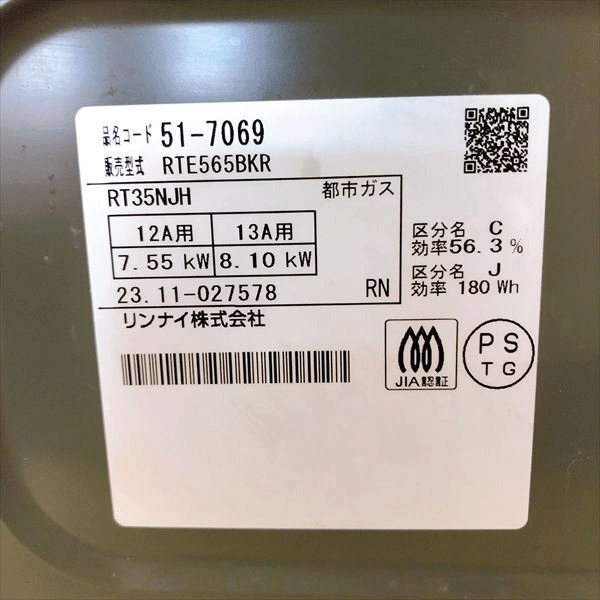 品名コード 51-7069
販売型式 RTE565BKR
RT35NJH 都市ガス
12A用 13A用
7.55 kW 8.10 kW
23.11-027578 RN
リンナイ株式会社
区分名 C
効率56.3%
区分名 J
効率 180 Wh
JIA認証
PS
TG